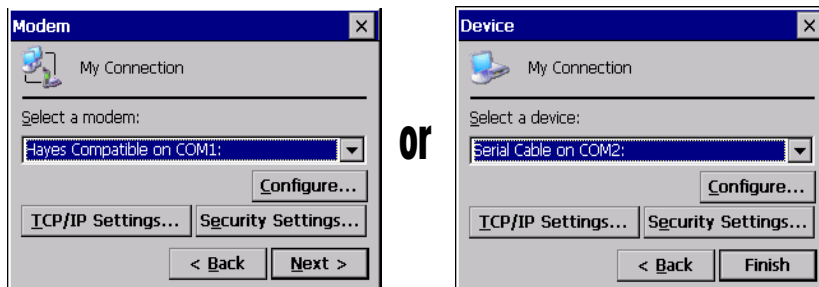 Modem
My Connection
Select a modem:
Hayes Compatible on COM1:
Configure...
TCP/IP Settings... Security Settings...
< Back Next >
or
Device
My Connection
Select a device:
Serial Cable on COM2:
Configure...
TCP/IP Settings... Security Settings...
< Back Finish